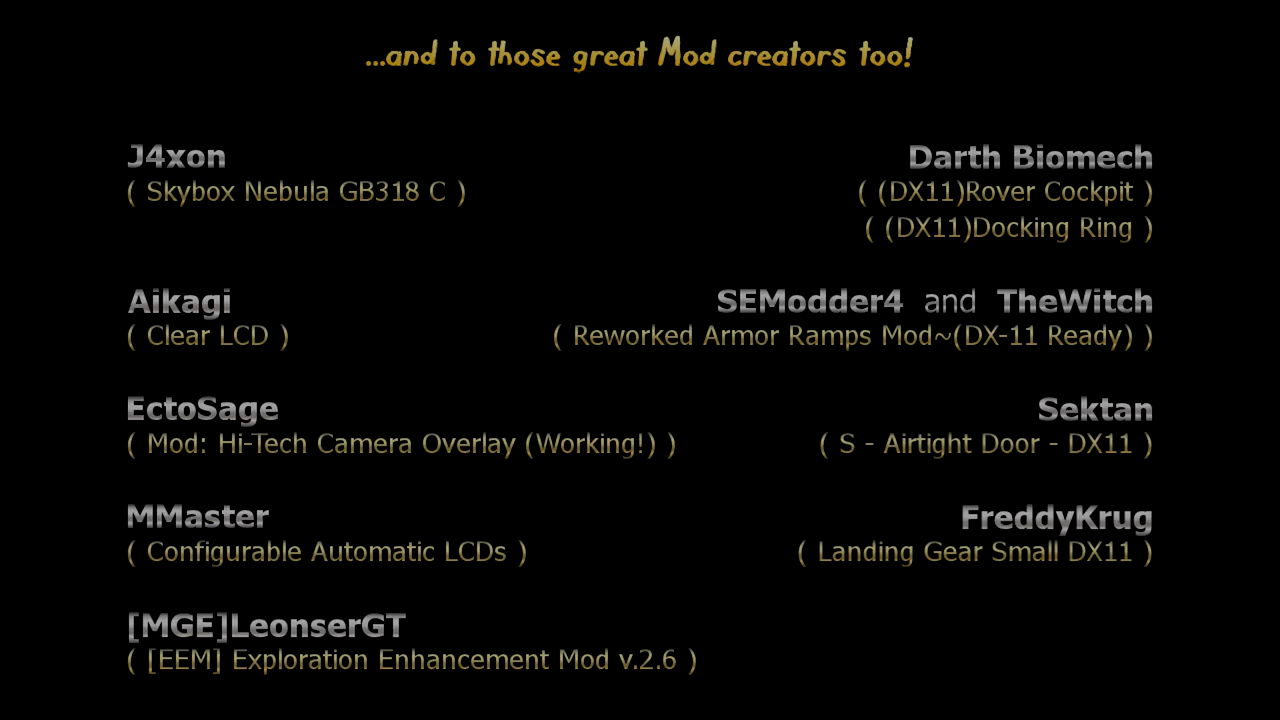 ...and to those great Mod creators too!
J4xon
( Skybox Nebula GB318 C )
Darth Biomech
( (DX11)Rover Cockpit )
( (DX11)Docking Ring )
Aikagi
( Clear LCD )
SEModder4 and TheWitch
( Reworked Armor Ramps Mod~(DX-11 Ready) )
EctoSage
( Mod: Hi-Tech Camera Overlay (Working!) )
Sektan
( S - Airtight Door - DX11 )
MMaster
( Configurable Automatic LCDs )
FreddyKrug
( Landing Gear Small DX11 )
[MGE]LeonserGT
( [EEM] Exploration Enhancement Mod v.2.6 )